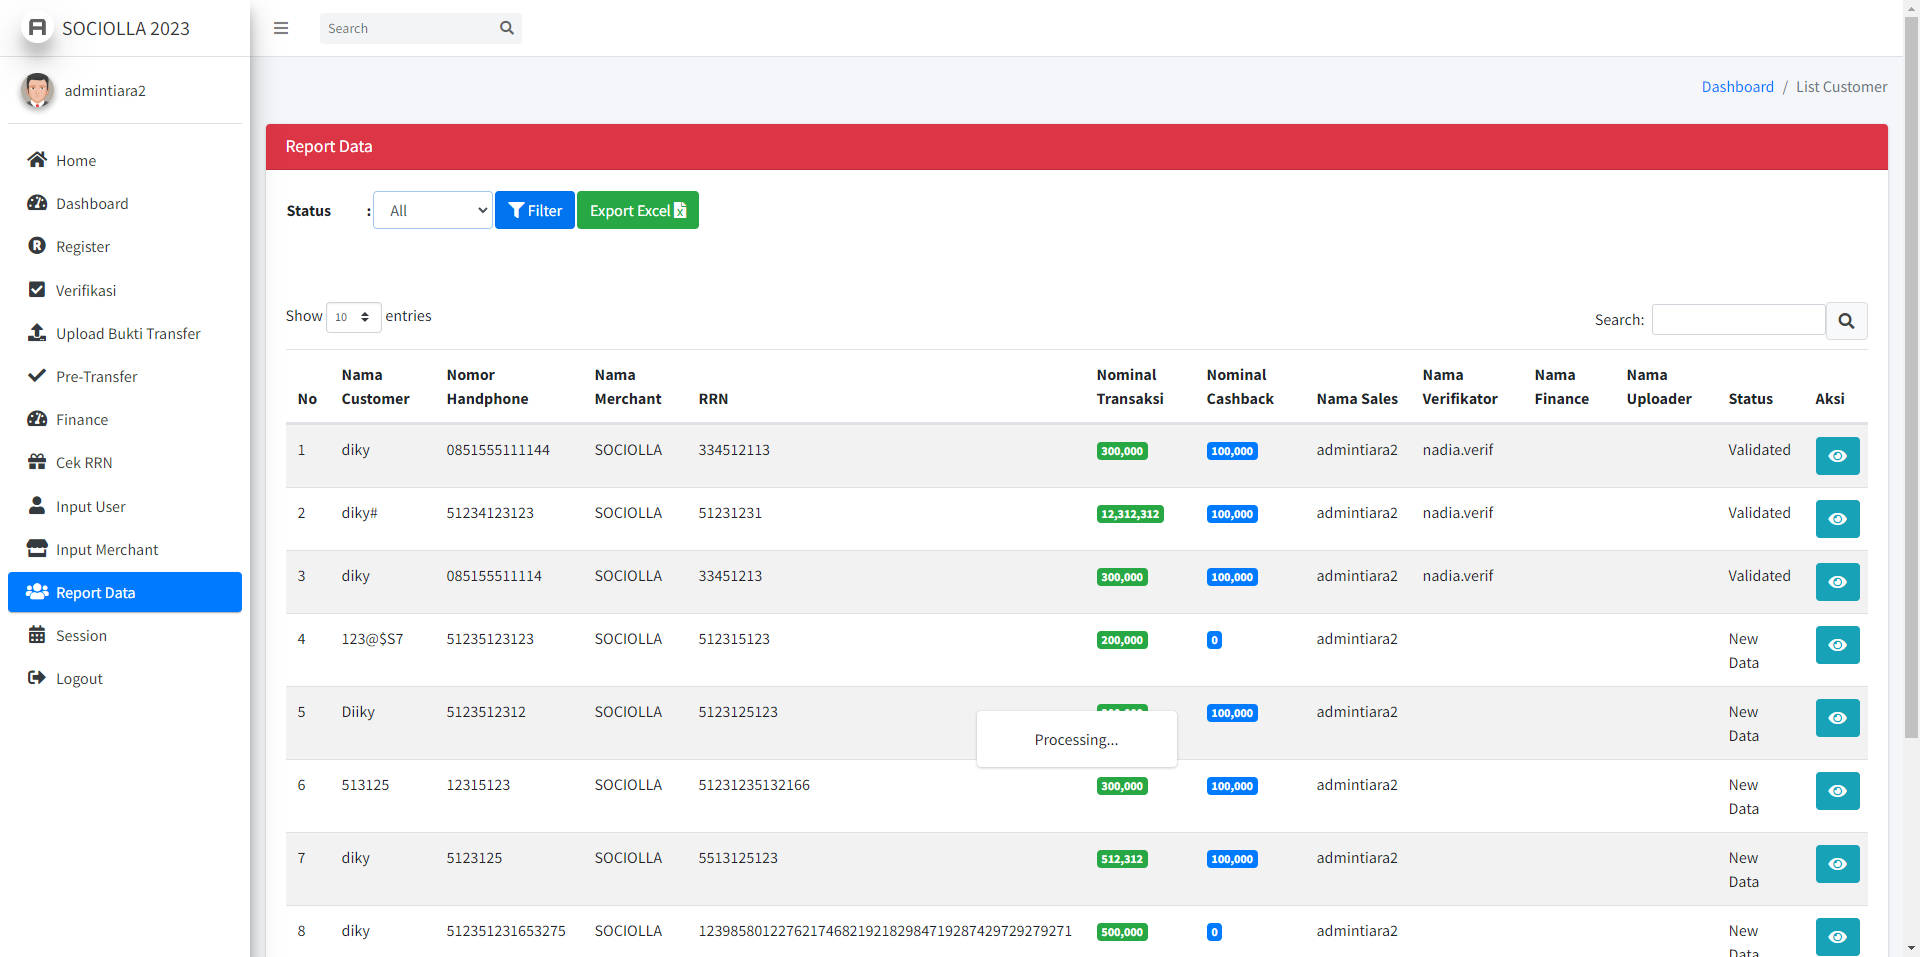 SOCIOLLA 2023
Search
admintiara2
Dashboard / List Customer
Home
Dashboard
Register
Verifikasi
Upload Bukti Transfer
Pre-Transfer
Finance
Cek RRN
Input User
Input Merchant
Report Data
Session
Logout
Report Data
Status : All Filter Export Excel
Show 10 entries
Search:
No Nama Customer Nomor Handphone Nama Merchant RRN Nominal Transaksi Nominal Cashback Nama Sales Nama Verifikator Nama Finance Nama Uploader Status Aksi
1 diky 0851555111144 SOCIOLLA 334512113 300,000 100,000 admintiara2 nadia.verif Validated
2 diky# 51234123123 SOCIOLLA 51231231 12,312,312 100,000 admintiara2 nadia.verif Validated
3 diky 085155511114 SOCIOLLA 33451213 300,000 100,000 admintiara2 nadia.verif Validated
4 123@$S7 51235123123 SOCIOLLA 512315123 200,000 0 admintiara2 New Data
5 Diiky 5123512312 SOCIOLLA 5123125123 100,000 admintiara2 New Data
Processing...
6 513125 12315123 SOCIOLLA 51231235132166 300,000 100,000 admintiara2 New Data
7 diky 5123125 SOCIOLLA 5513125123 512,312 100,000 admintiara2 New Data
8 diky 512351231653275 SOCIOLLA 12398580122762174682192182984719287429729279271 500,000 0 admintiara2 New Data